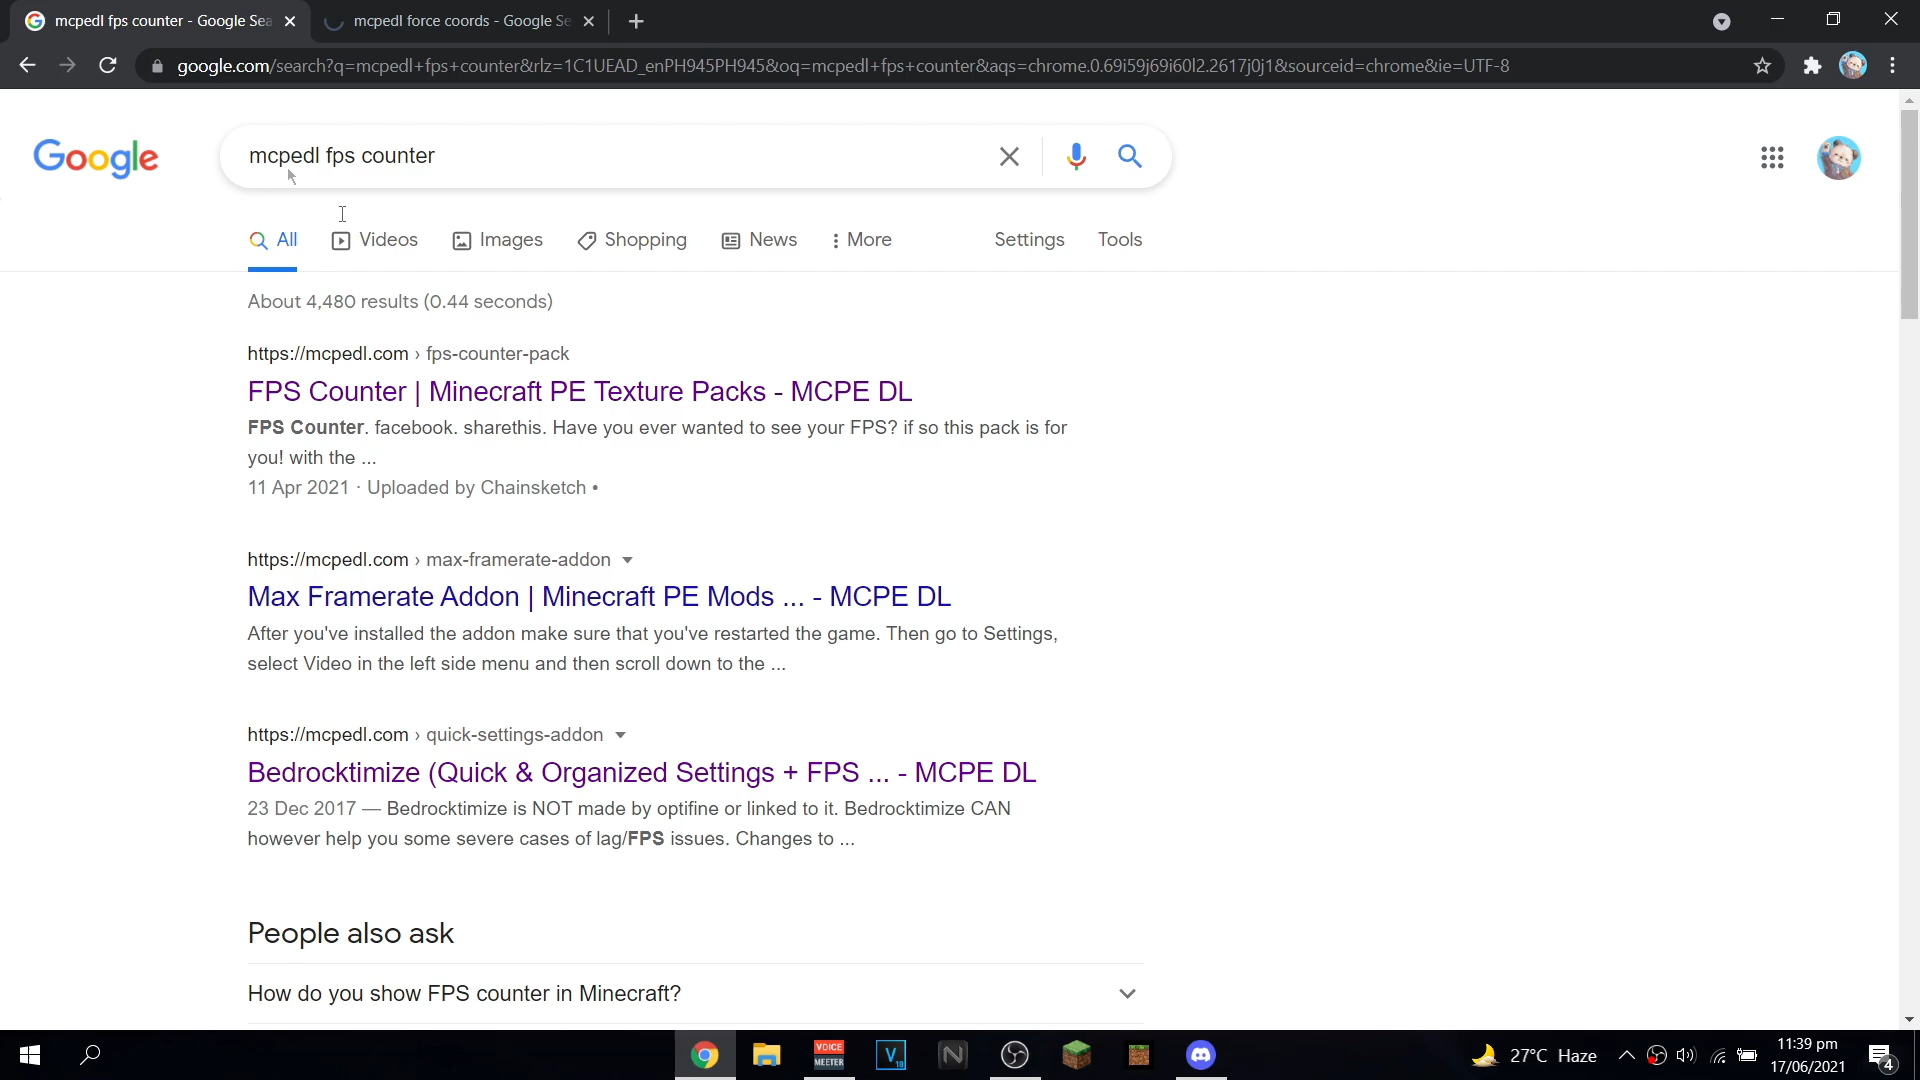 mcpedl fps counter - Google Sea
mcpedl force coords - Google Se
google.com/search?q=mcpedl+fps+counter&rlz=1C1UEAD_enPH945PH945&oq=mcpedl+fps+counter&aqs=chrome.0.69i59j69i60l2.2617j0j1&sourceid=chrome&ie=UTF-8
Google
mcpedl fps counter
All
Videos
Images
Shopping
News
More
Settings
Tools
About 4,480 results (0.44 seconds)
https://mcpedl.com › fps-counter-pack
FPS Counter | Minecraft PE Texture Packs - MCPE DL
FPS Counter. facebook. sharethis. Have you ever wanted to see your FPS? if so this pack is for
you! with the ...
11 Apr 2021 · Uploaded by Chainsketch •
https://mcpedl.com › max-framerate-addon
Max Framerate Addon | Minecraft PE Mods ... - MCPE DL
After you've installed the addon make sure that you've restarted the game. Then go to Settings,
select Video in the left side menu and then scroll down to the ...
https://mcpedl.com › quick-settings-addon
Bedrocktimize (Quick & Organized Settings + FPS ... - MCPE DL
23 Dec 2017 — Bedrocktimize is NOT made by optifine or linked to it. Bedrocktimize CAN
however help you some severe cases of lag/FPS issues. Changes to ...
People also ask
How do you show FPS counter in Minecraft?
VOICE
MEETER
V
18
N
27°C Haze
11:39 pm
17/06/2021
4